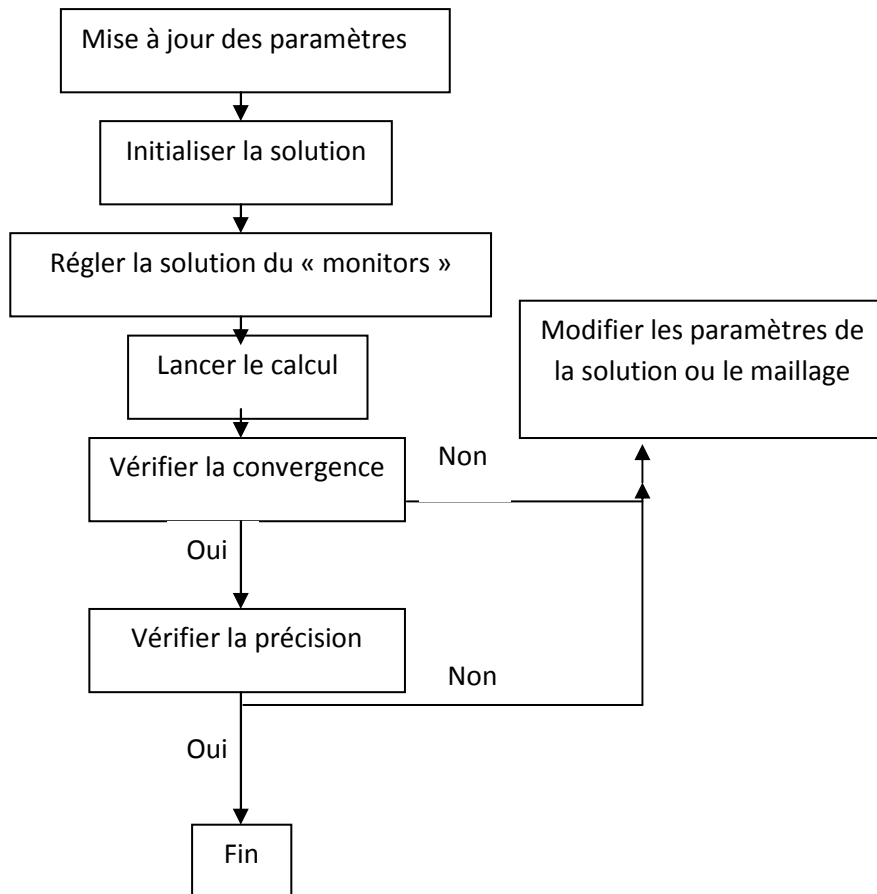 Mise à jour des paramètres
Initialiser la solution
Régler la solution du « monitors »
Lancer le calcul
Modifier les paramètres de
la solution ou le maillage
Vérifier la convergence
Non
Oui
Vérifier la précision
Non
Oui
Fin